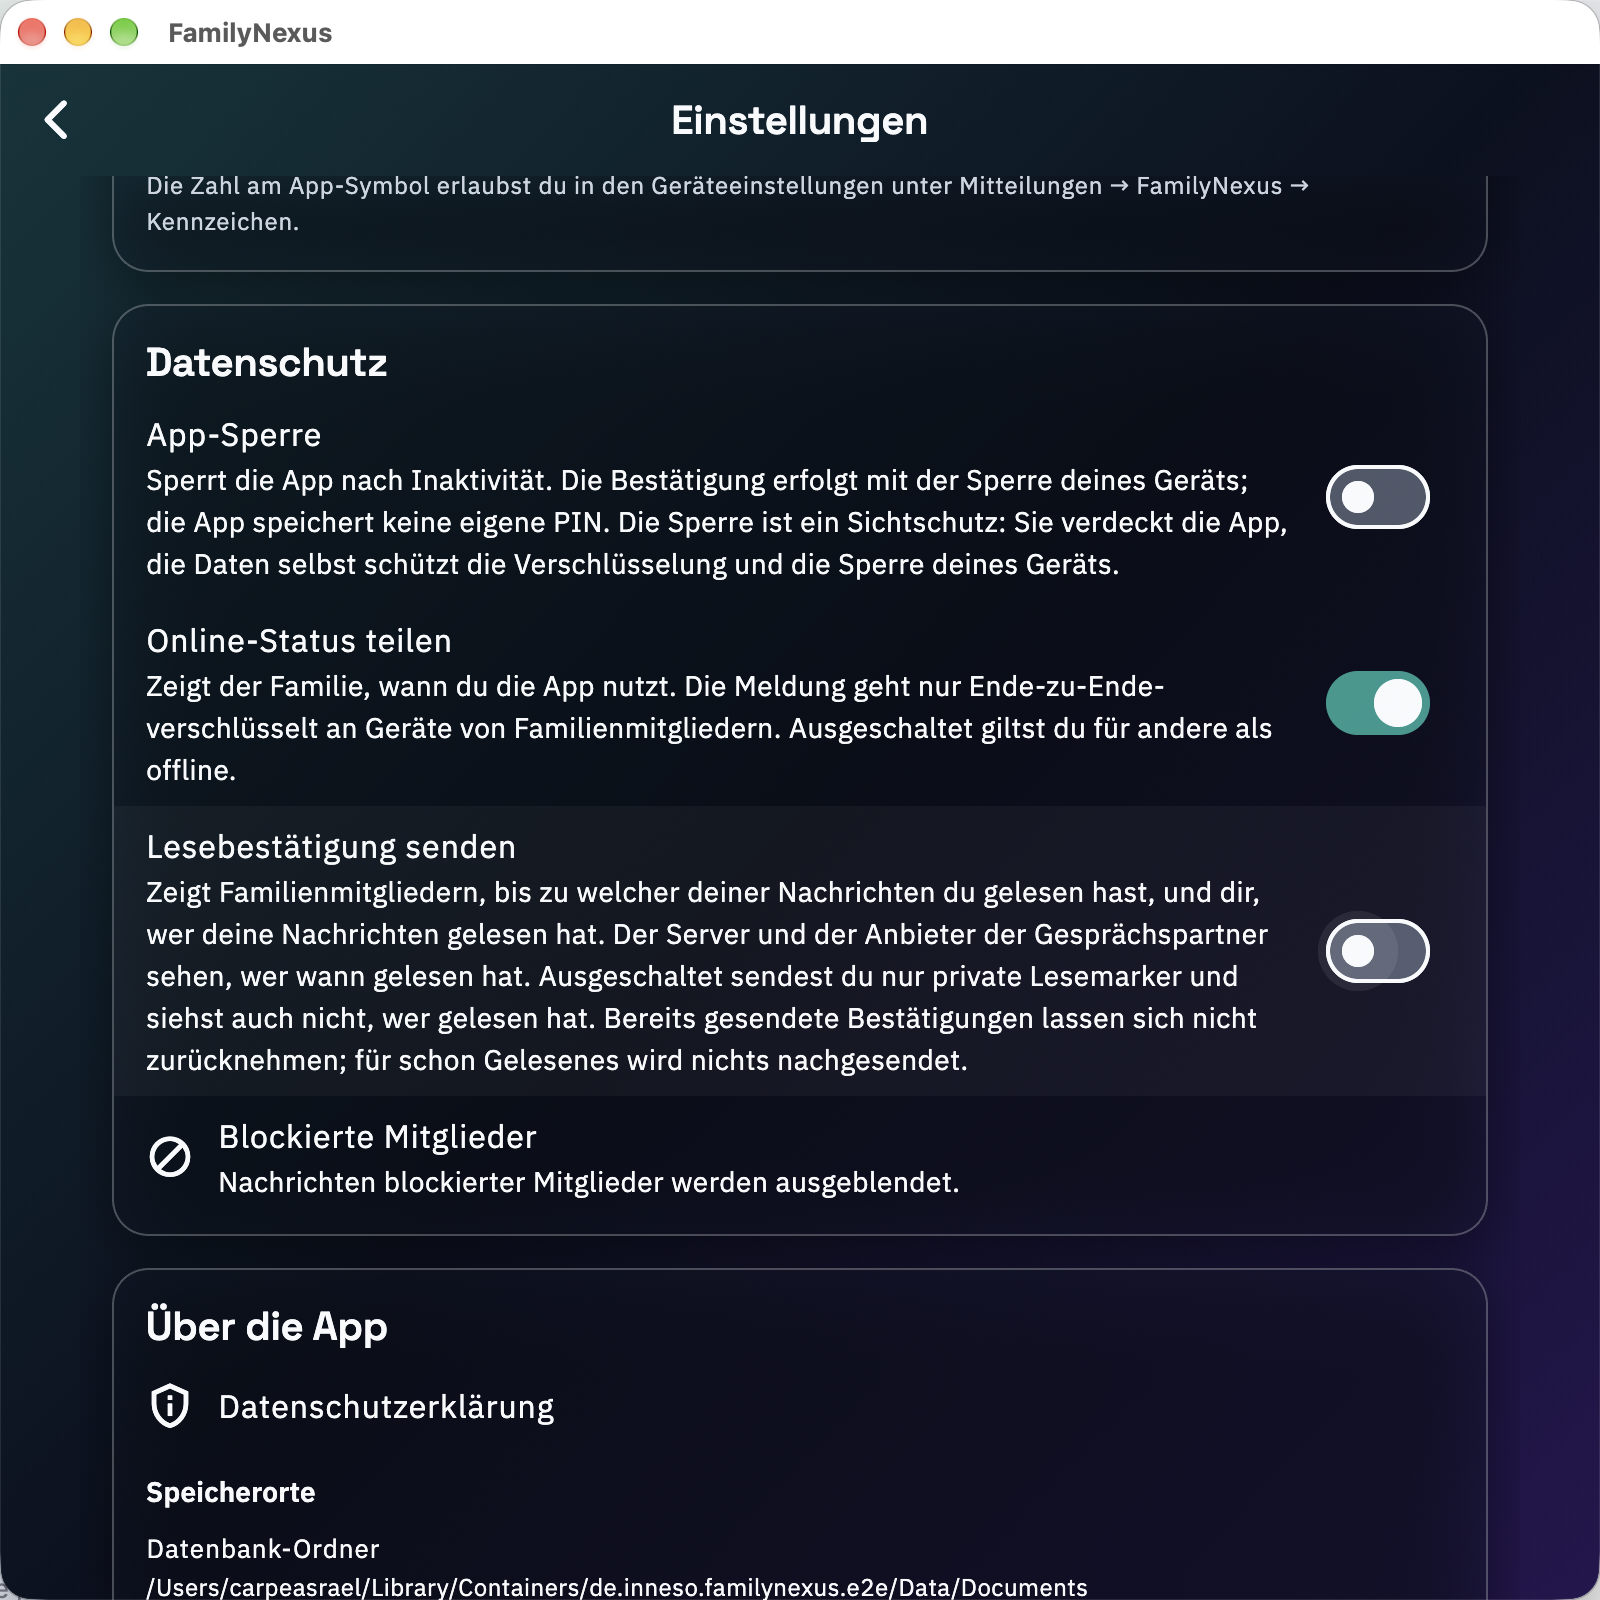 FamilyNexus
Einstellungen
Die Zahl am App-Symbol erlaubst du in den Geräteeinstellungen unter Mitteilungen → FamilyNexus →
Kennzeichen.
Datenschutz
App-Sperre
Sperrt die App nach Inaktivität. Die Bestätigung erfolgt mit der Sperre deines Geräts;
die App speichert keine eigene PIN. Die Sperre ist ein Sichtschutz: Sie verdeckt die App,
die Daten selbst schützt die Verschlüsselung und die Sperre deines Geräts.
Online-Status teilen
Zeigt der Familie, wann du die App nutzt. Die Meldung geht nur Ende-zu-Ende-
verschlüsselt an Geräte von Familienmitgliedern. Ausgeschaltet giltst du für andere als
offline.
Lesebestätigung senden
Zeigt Familienmitgliedern, bis zu welcher deiner Nachrichten du gelesen hast, und dir,
wer deine Nachrichten gelesen hat. Der Server und der Anbieter der Gesprächspartner
sehen, wer wann gelesen hat. Ausgeschaltet sendest du nur private Lesemarker und
siehst auch nicht, wer gelesen hat. Bereits gesendete Bestätigungen lassen sich nicht
zurücknehmen; für schon Gelesenes wird nichts nachgesendet.
Blockierte Mitglieder
Nachrichten blockierter Mitglieder werden ausgeblendet.
Über die App
Datenschutzerklärung
Speicherorte
Datenbank-Ordner
/Users/carpeasrael/Library/Containers/de.inneso.familynexus.e2e/Data/Documents